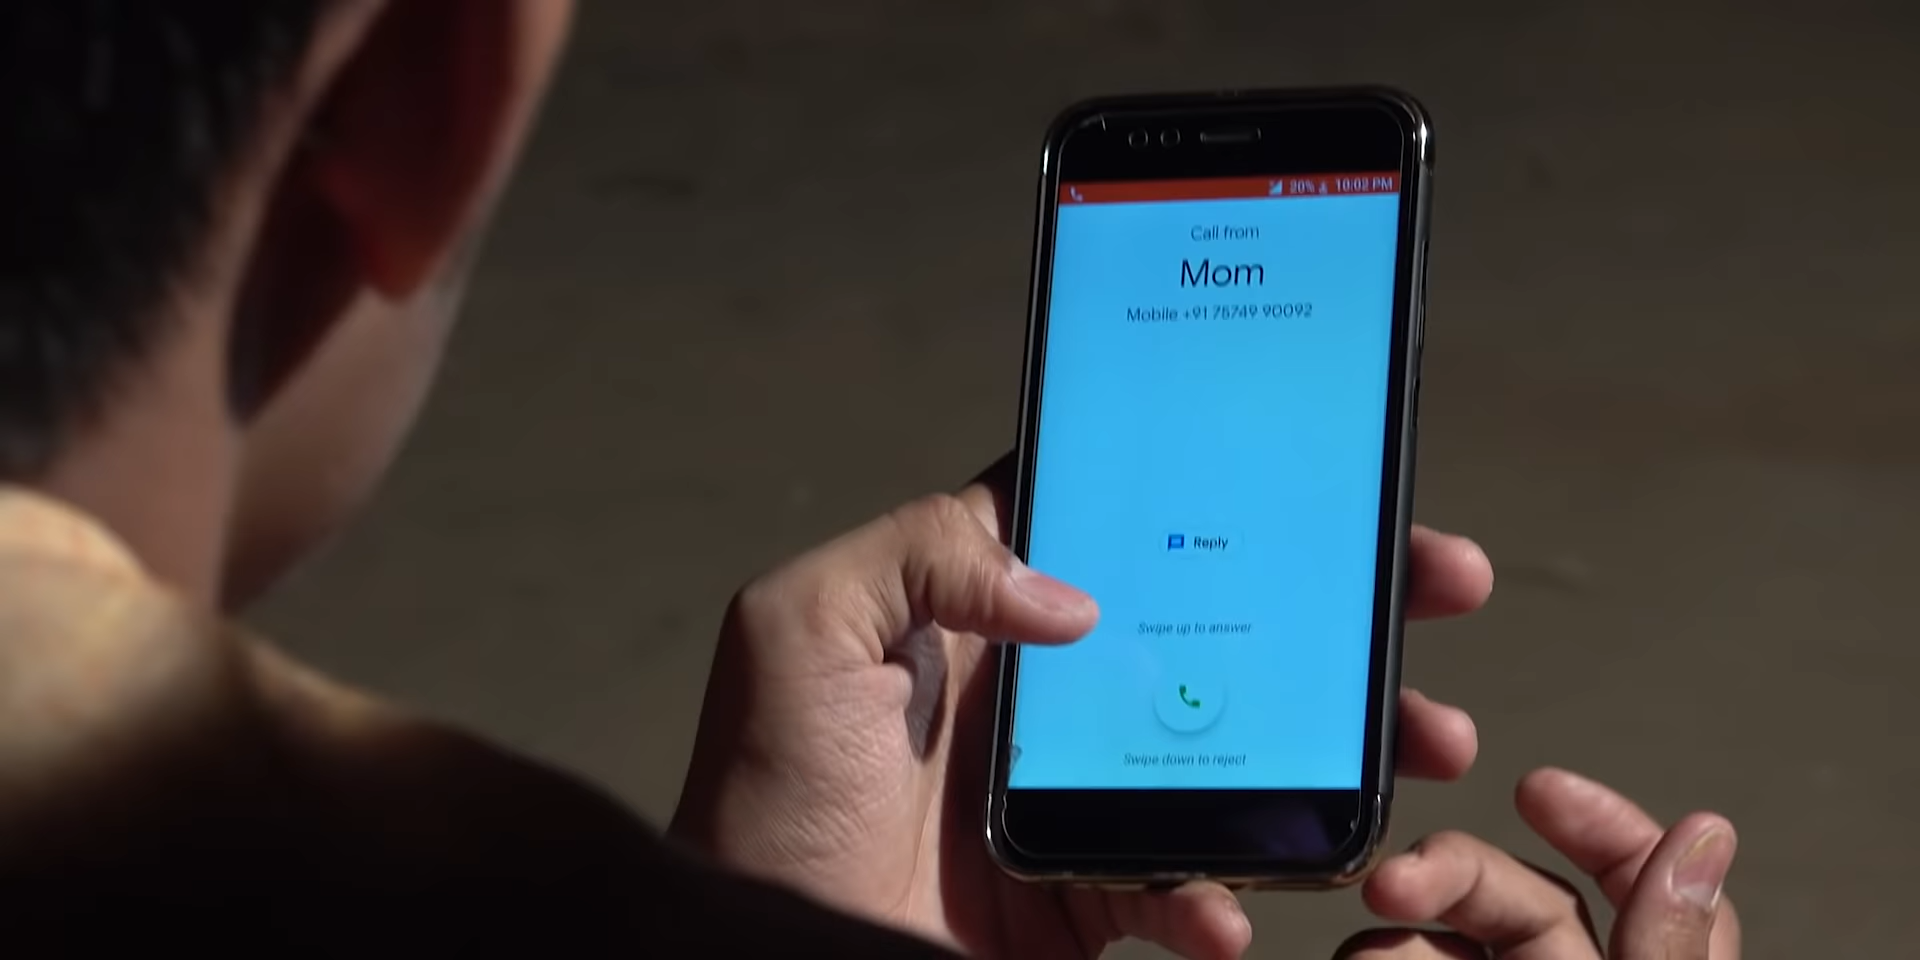 20% 10:02 PM
Call from
Mom
Mobile +91 75749 90092
Reply
Swipe up to answer
Swipe down to reject